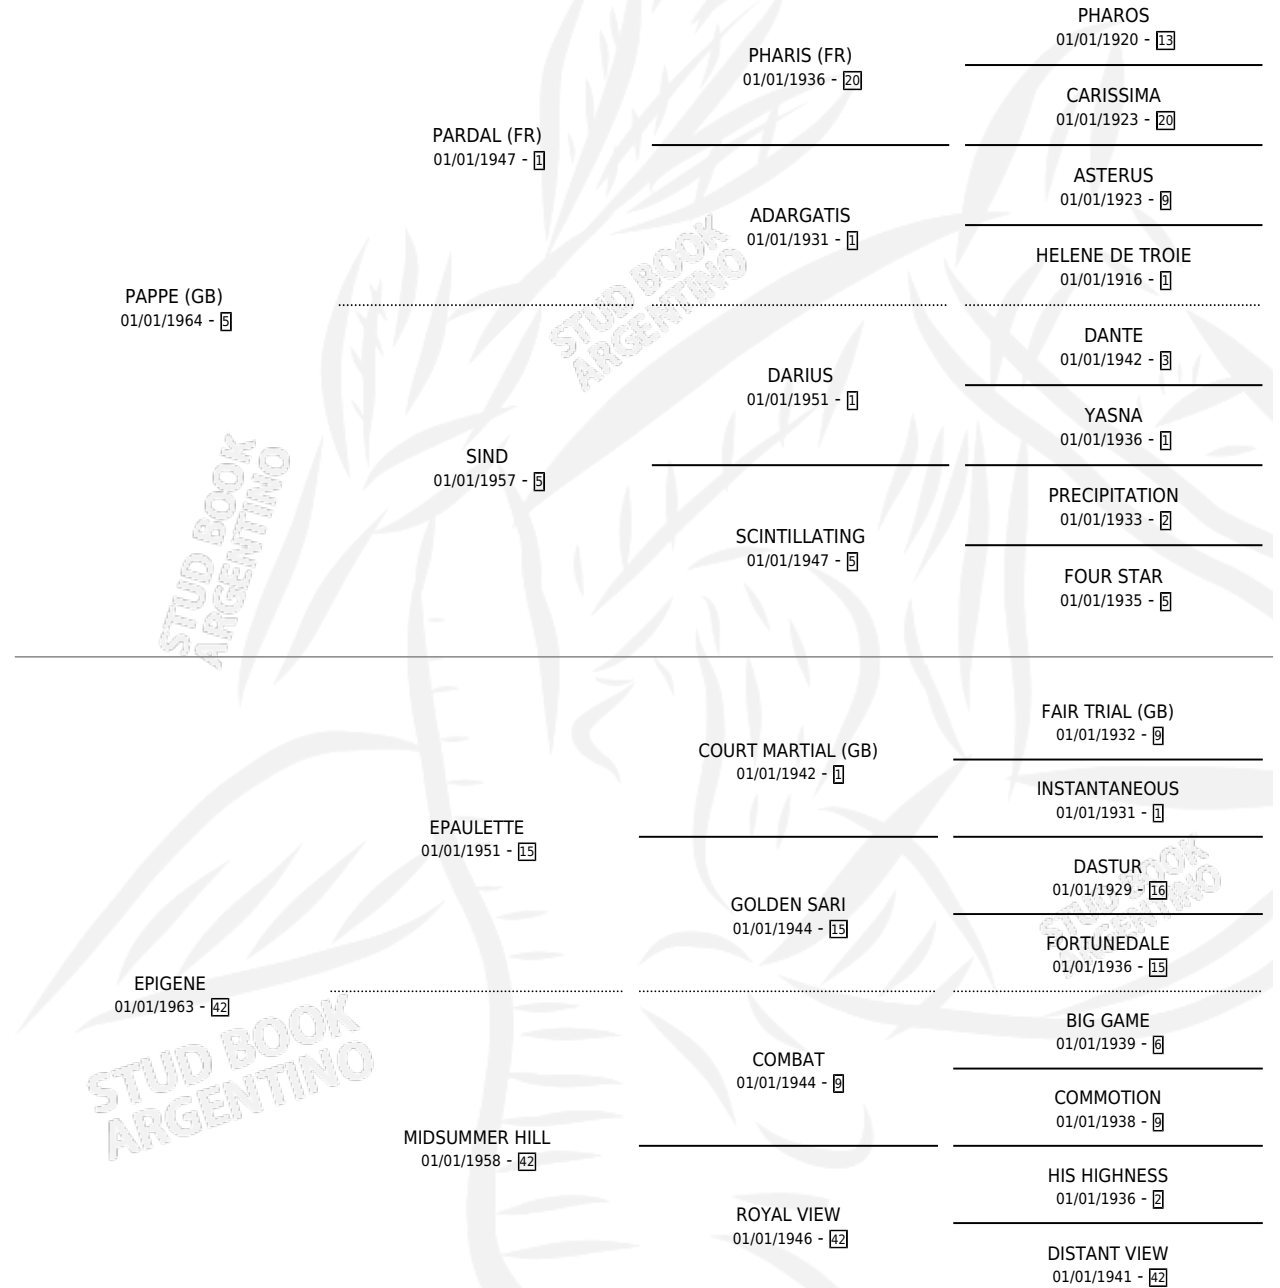 PHAROS
01/01/1920 - 13
PHARIS (FR)
01/01/1936 - 20
CARISSIMA
01/01/1923 - 20
PARDAL (FR)
01/01/1947 - 1
ASTERUS
01/01/1923 - 9
ADARGATIS
01/01/1931 - 1
HELENE DE TROIE
01/01/1916 - 1
PAPPE (GB)
01/01/1964 - 5
DANTE
01/01/1942 - 3
DARIUS
01/01/1951 - 1
YASNA
01/01/1936 - 1
SIND
01/01/1957 - 5
PRECIPITATION
01/01/1933 - 2
SCINTILLATING
01/01/1947 - 5
FOUR STAR
01/01/1935 - 5
STUD BOOK
ARGENTINO
STUD BOOK
ARGENTINO
FAIR TRIAL (GB)
01/01/1932 - 9
COURT MARTIAL (GB)
01/01/1942 - 1
INSTANTANEOUS
01/01/1931 - 1
EPAULETTE
01/01/1951 - 15
DASTUR
01/01/1929 - 16
GOLDEN SARI
01/01/1944 - 15
FORTUNEDALE
01/01/1936 - 15
EPIGENE
01/01/1963 - 42
BIG GAME
01/01/1939 - 6
COMBAT
01/01/1944 - 9
COMMOTION
01/01/1938 - 9
MIDSUMMER HILL
01/01/1958 - 42
HIS HIGHNESS
01/01/1936 - 2
ROYAL VIEW
01/01/1946 - 42
DISTANT VIEW
01/01/1941 - 42
STUD BOOK
ARGENTINO
STUD BOOK
ARGENTINO